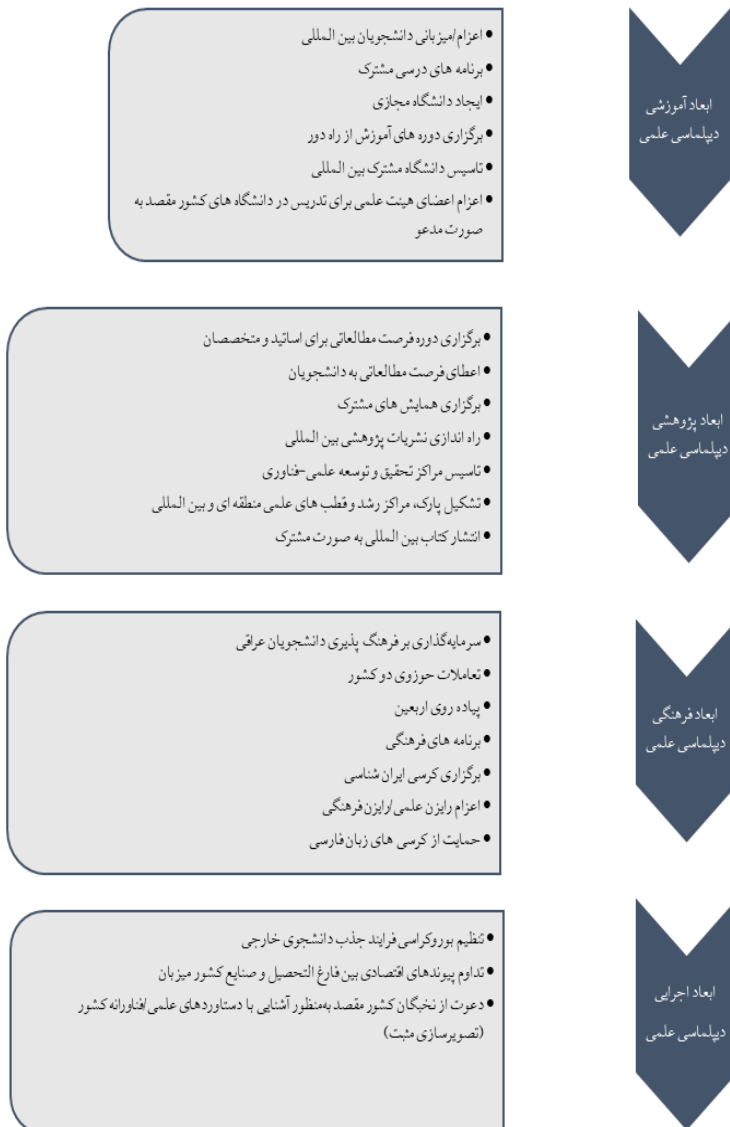 ابعاد آموزشی
دیپلماسی علمی
• اعزام/میزبانی دانشجویان بین المللی
• برنامه های درسی مشترک
• ایجاد دانشگاه مجازی
• برگزاری دوره های آموزش از راه دور
• تاسیس دانشگاه مشترک بین المللی
• اعزام اعضای هیئت علمی برای تدریس در دانشگاه های کشور مقصد به
صورت مدعو
ابعاد پژوهشی
دیپلماسی علمی
• برگزاری دوره فرصت مطالعاتی برای اساتید و متخصصان
• اعطای فرصت مطالعاتی به دانشجویان
• برگزاری همایش های مشترک
• راه اندازی نشریات پژوهشی بین المللی
• تاسیس مراکز تحقیق و توسعه علمی-فناوری
• تشکیل پارک، مراکز رشد و قطب های علمی منطقه ای و بین المللی
• انتشار کتاب بین المللی به صورت مشترک
ابعاد فرهنگی
دیپلماسی علمی
• سرمایه‌گذاری بر فرهنگ پذیری دانشجویان عراقی
• تعاملات حوزوی دو کشور
• پیاده روی اربعین
• برنامه های فرهنگی
• برگزاری کرسی ایران شناسی
• اعزام رایزن علمی/رایزن فرهنگی
• حمایت از کرسی های زبان فارسی
ابعاد اجرایی
دیپلماسی علمی
• تنظیم بوروکراسی فرایند جذب دانشجوی خارجی
• تداوم پیوندهای اقتصادی بین فارغ التحصیل و صنایع کشور میزبان
• دعوت از نخبگان کشور مقصد به‌منظور آشنایی با دستاوردهای علمی/فناورانه کشور
(تصویرسازی مثبت)